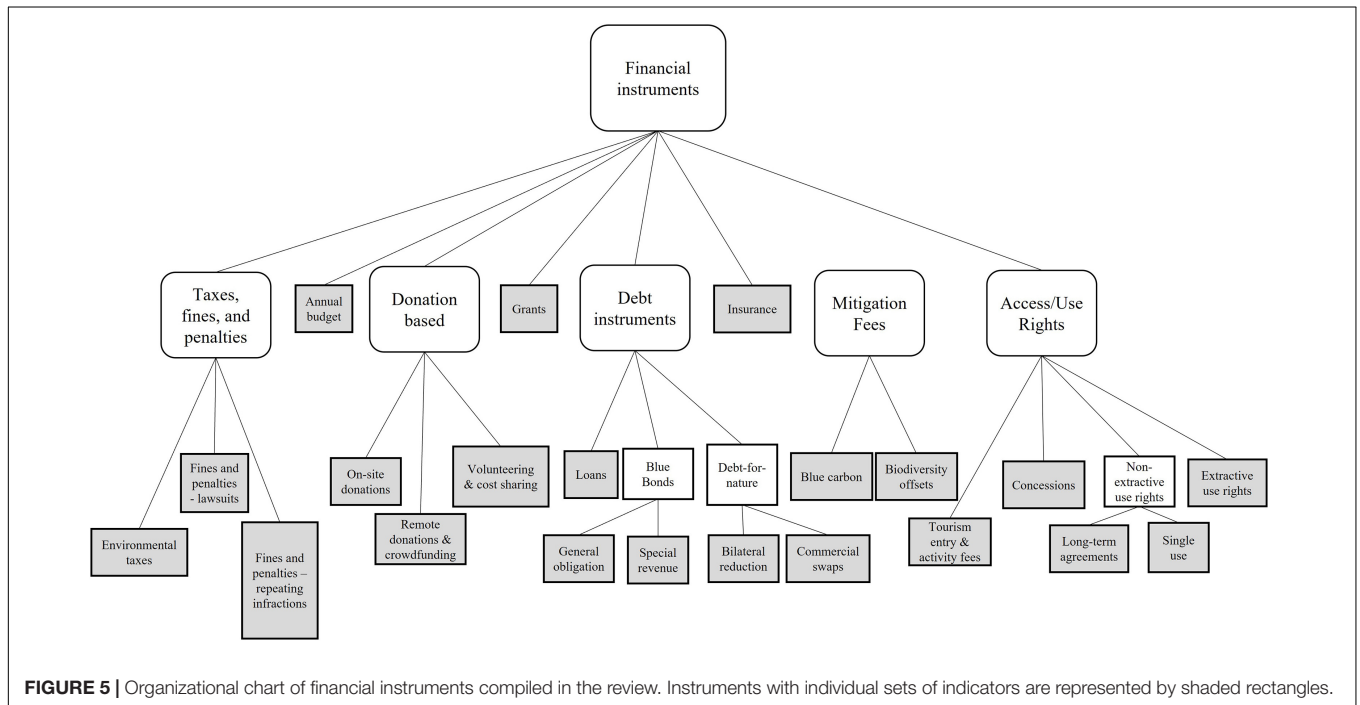 Financial
instruments
Taxes,
fines, and
penalties
Annual
budget
Donation
based
Grants
Debt
instruments
Insurance
Mitigation
Fees
Access/Use
Rights
Environmental
taxes
Fines and
penalties
- lawsuits
Fines and
penalties –
repeating
infractions
On-site
donations
Remote
donations &
crowdfunding
Volunteering
& cost sharing
Loans
Blue
Bonds
General
obligation
Special
revenue
Debt-for-
nature
Bilateral
reduction
Commercial
swaps
Blue carbon
Biodiversity
offsets
Tourism
entry &
activity fees
Concessions
Non-
extractive
use rights
Long-term
agreements
Single
use
Extractive
use rights
FIGURE 5 | Organizational chart of financial instruments compiled in the review. Instruments with individual sets of indicators are represented by shaded rectangles.